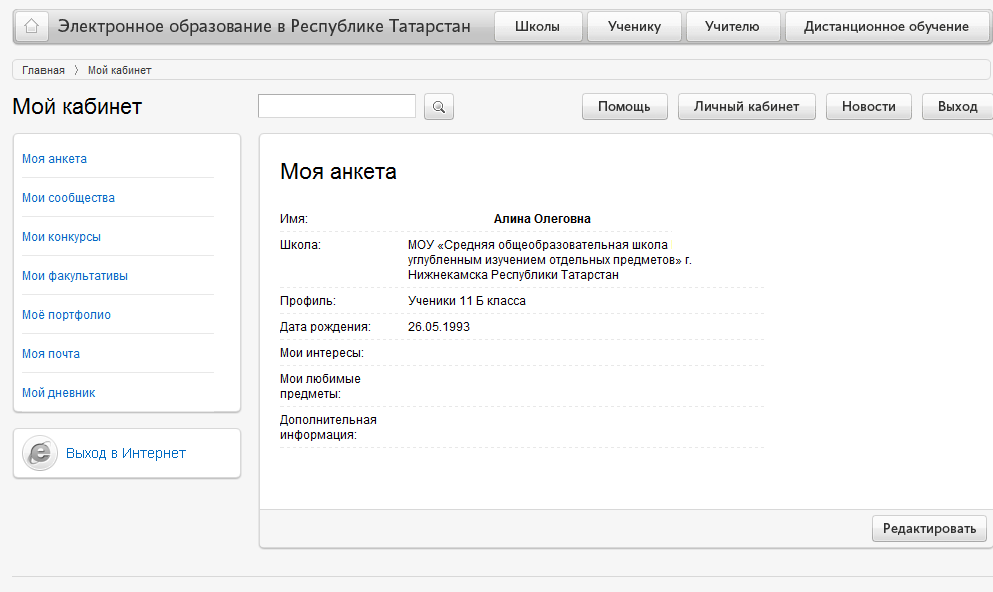 Электронное образование в Республике Татарстан
Школы
Ученику
Учителю
Дистанционное обучение
Главная
Мой кабинет
Мой кабинет
Помощь
Личный кабинет
Новости
Выход
Моя анкета
Мои сообщества
Мои конкурсы
Мои факультативы
Моё портфолио
Моя почта
Мой дневник
Выход в Интернет
Моя анкета
Имя: Алина Олеговна
Школа: МОУ «Средняя общеобразовательная школа
углубленным изучением отдельных предметов» г.
Нижнекамска Республики Татарстан
Профиль: Ученики 11 Б класса
Дата рождения: 26.05.1993
Мои интересы:
Мои любимые
предметы:
Дополнительная
информация:
Редактировать